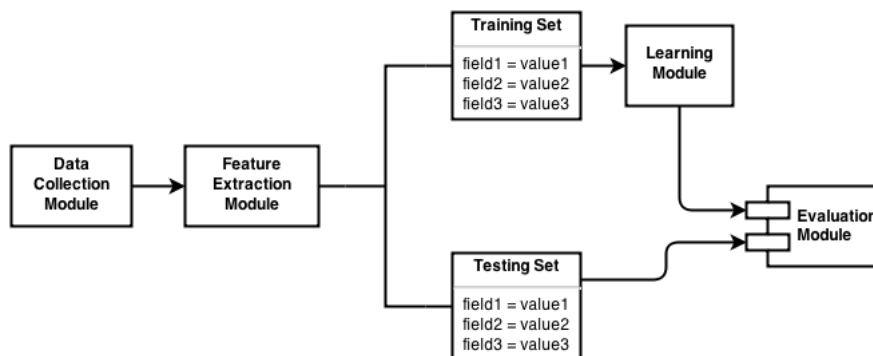 Training Set
field1 = value1
field2 = value2
field3 = value3
Learning
Module
Data
Collection
Module
Feature
Extraction
Module
Evaluation
Module
Testing Set
field1 = value1
field2 = value2
field3 = value3